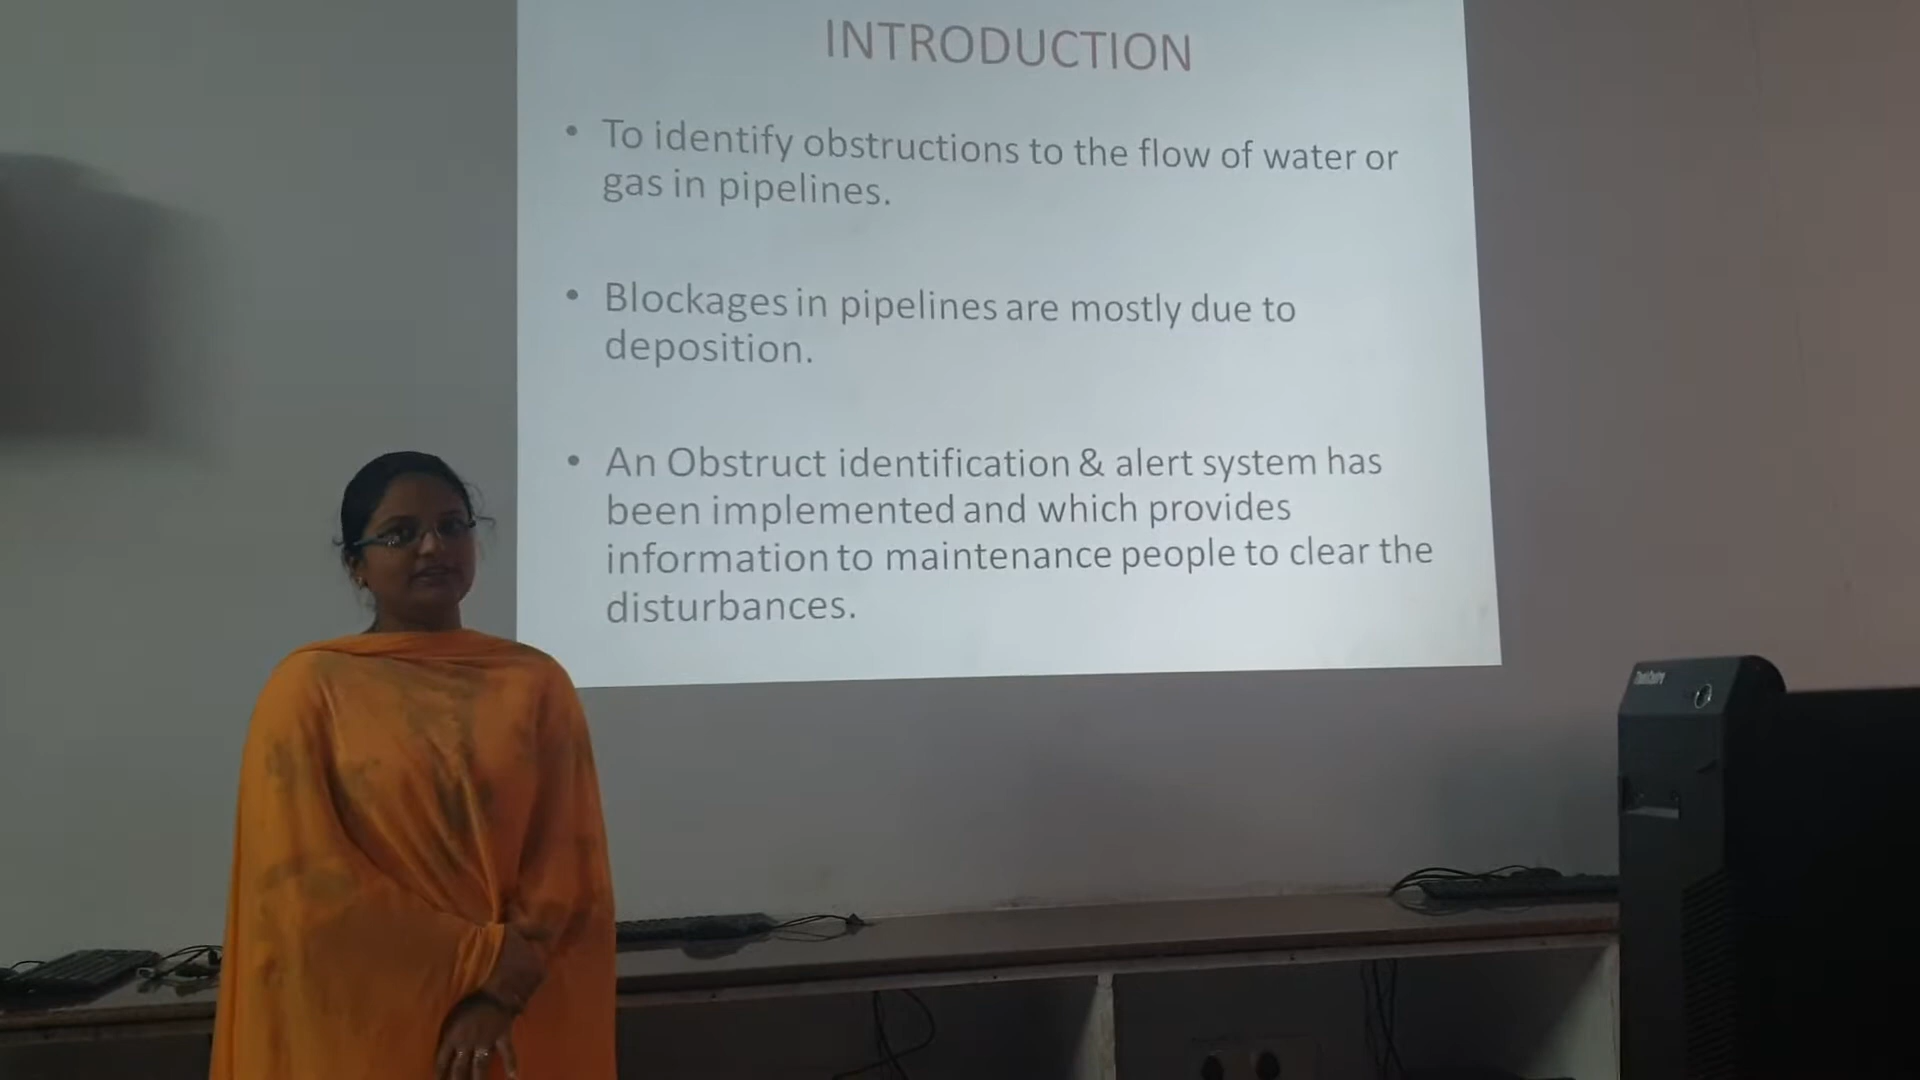 INTRODUCTION
• To identify obstructions to the flow of water or
gas in pipelines.
• Blockages in pipelines are mostly due to
deposition.
• An Obstruct identification & alert system has
been implemented and which provides
information to maintenance people to clear the
disturbances.
ThinkCentre